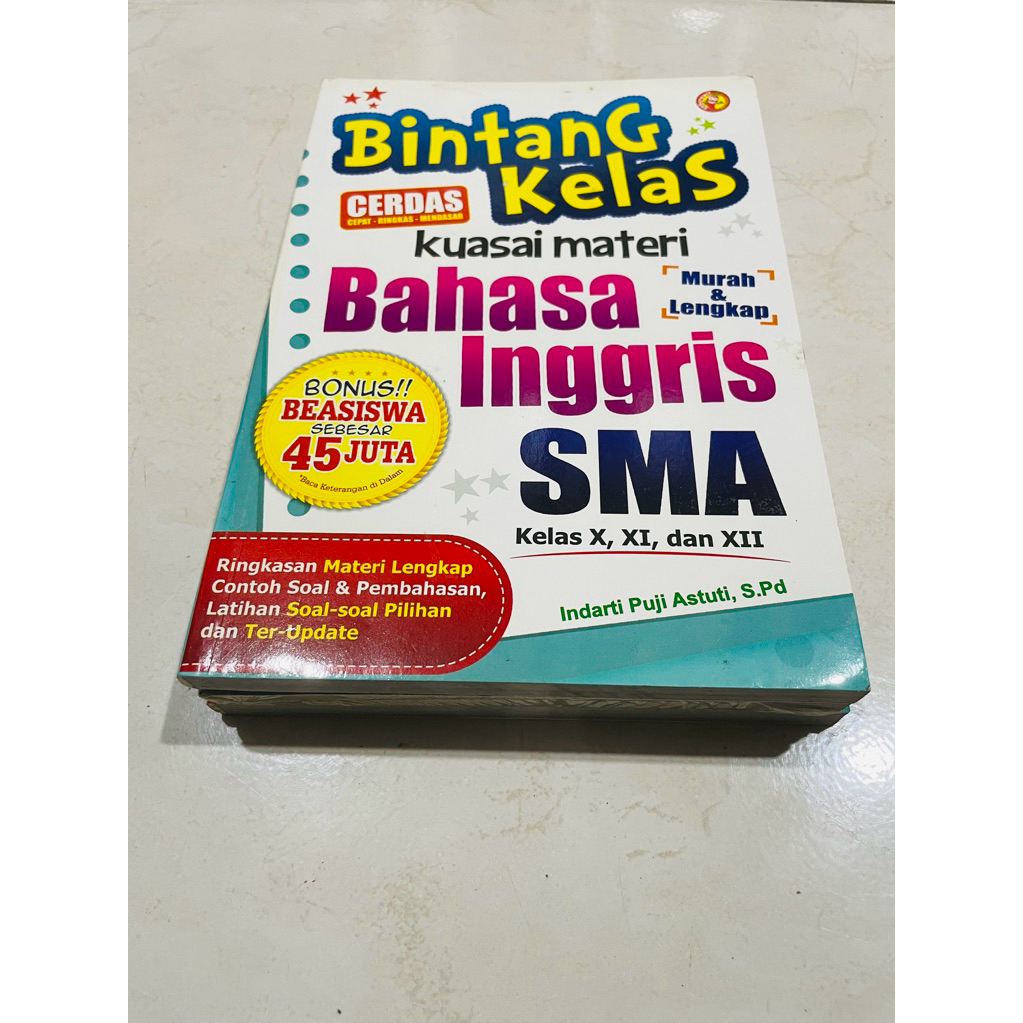 Bintang
Kelas
CERDAS
CEPAT - RINGKAS - MENDASAR
kuasai materi
Bahasa
Inggris
Murah
&
Lengkap
SMA
Kelas X, XI, dan XII
BONUS!!
BEASISWA
SEBESAR
45 JUTA
*Baca Keterangan di Dalam
Ringkasan Materi Lengkap
Contoh Soal & Pembahasan,
Latihan Soal-soal Pilihan
dan Ter-Update
Indarti Puji Astuti, S.Pd